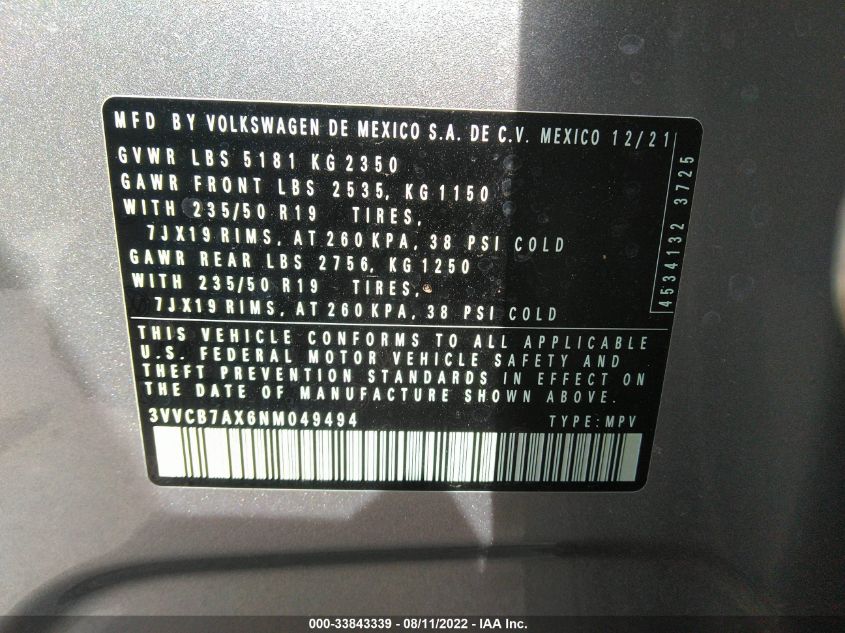 MFD BY VOLKSWAGEN DE MEXICO S.A. DE C.V. MEXICO 12/21
GVWR LBS 5181 KG 2350
GAWR FRONT LBS 2535, KG 1150
WITH 235/50 R19 TIRES,
7JX19 RIMS, AT 260 KPA, 38 PSI COLD
GAWR REAR LBS 2756, KG 1250
WITH 235/50 R19 TIRES,
7JX19 RIMS, AT 260 KPA, 38 PSI COLD
4534132 3725
THIS VEHICLE CONFORMS TO ALL APPLICABLE
U.S. FEDERAL MOTOR VEHICLE SAFETY AND
THEFT PREVENTION STANDARDS IN EFFECT ON
THE DATE OF MANUFACTURE SHOWN ABOVE.
3VVCB7AX6NM049494 TYPE: MPV
000-33843339 - 08/11/2022 - IAA Inc.